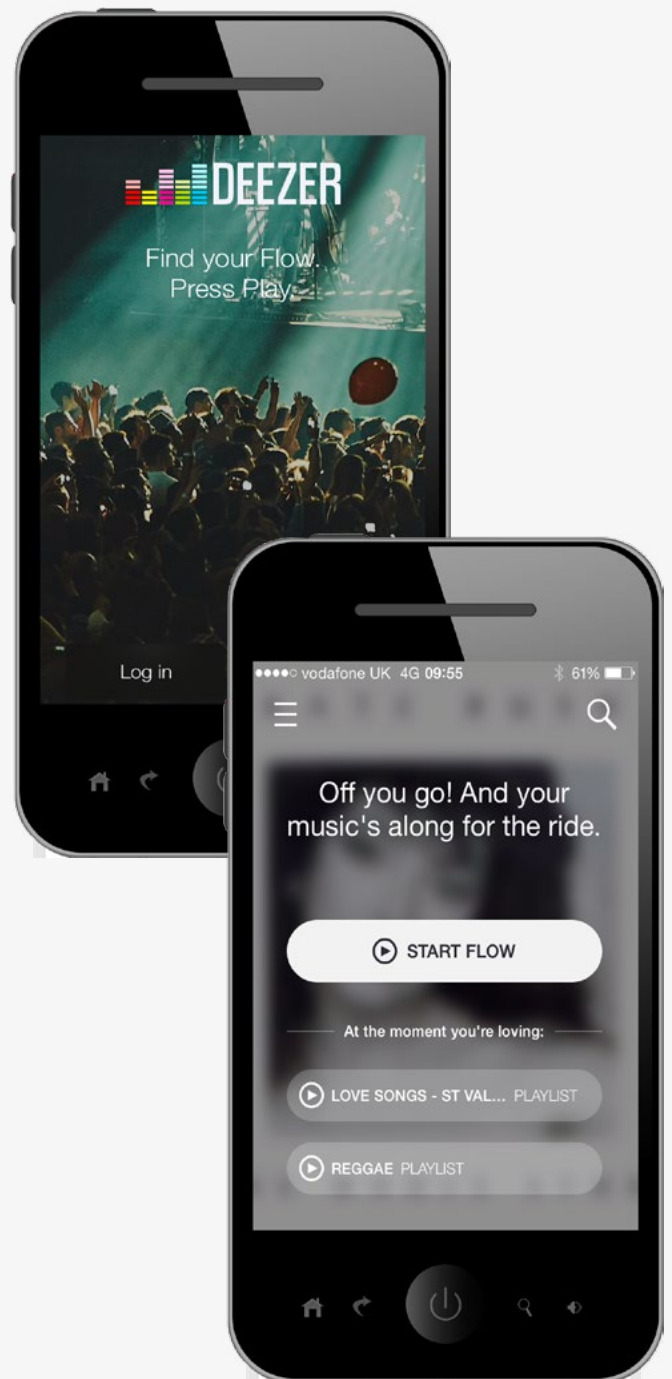 DEEZER
Find your Flow.
Press Play.
Log in
vodafone UK 4G 09:55 61%
Off you go! And your
music's along for the ride.
START FLOW
At the moment you're loving:
LOVE SONGS - ST VAL... PLAYLIST
REGGAE PLAYLIST